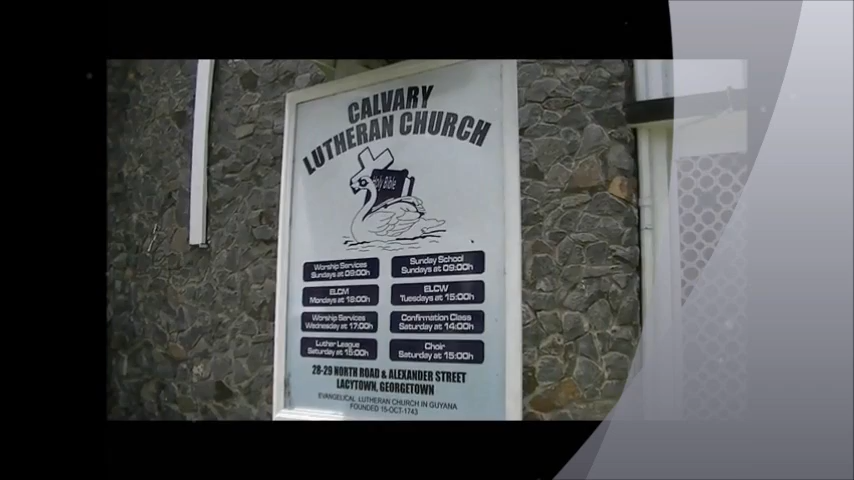 CALVARY
LUTHERAN CHURCH
Holy Bible
Worship Services
Sundays at 09:00h
Sunday School
Sundays at 09:00h
ELCM
Mondays at 18:00h
ELCW
Tuesdays at 15:00h
Worship Services
Wednesday at 17:00h
Confirmation Class
Saturday at 14:00h
Luther League
Saturday at 15:00h
Choir
Saturday at 15:00h
28-29 NORTH ROAD & ALEXANDER STREET
LACYTOWN, GEORGETOWN
EVANGELICAL LUTHERAN CHURCH IN GUYANA
FOUNDED 15-OCT-1743